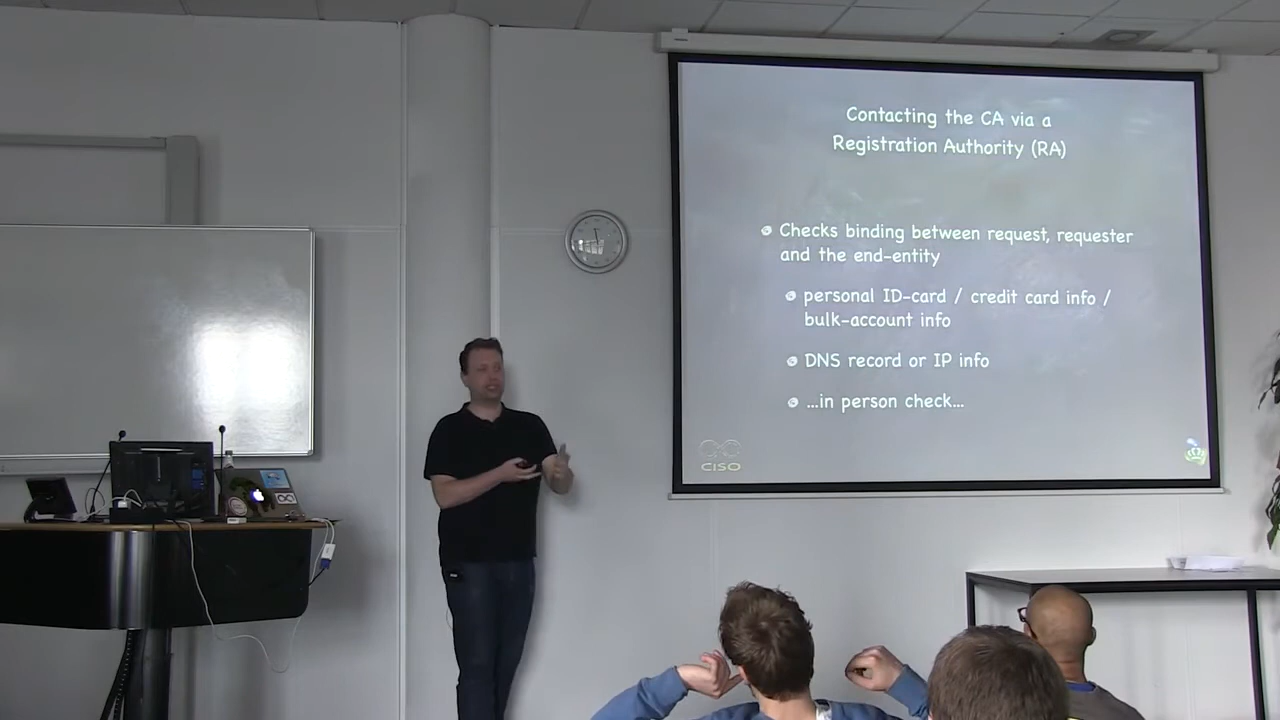 Contacting the CA via a
Registration Authority (RA)
Checks binding between request, requester
and the end-entity
personal ID-card / credit card info /
bulk-account info
DNS record or IP info
...in person check...
CISO